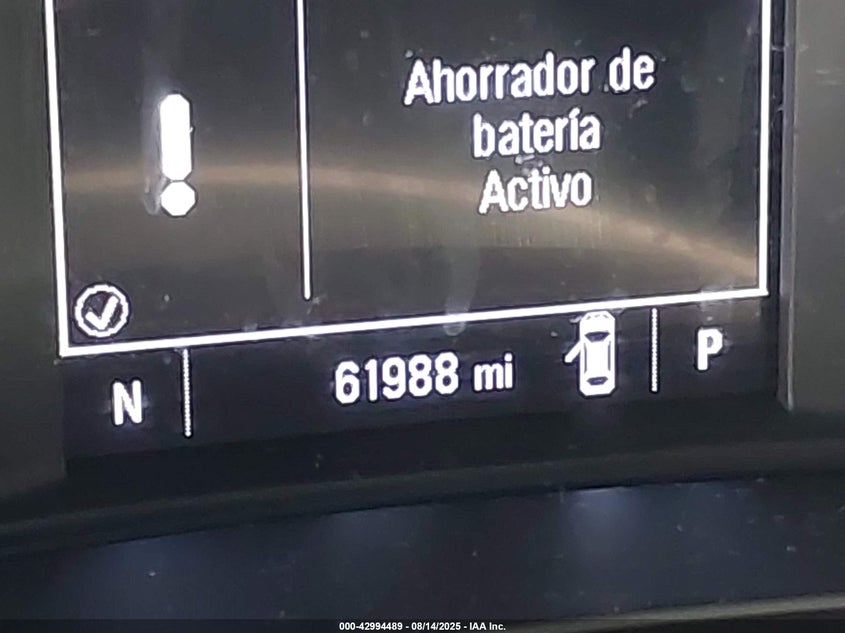 Ahorrador de
batería
Activo
N
61988 mi
P
000-42994489 - 08/14/2025 - IAA Inc.